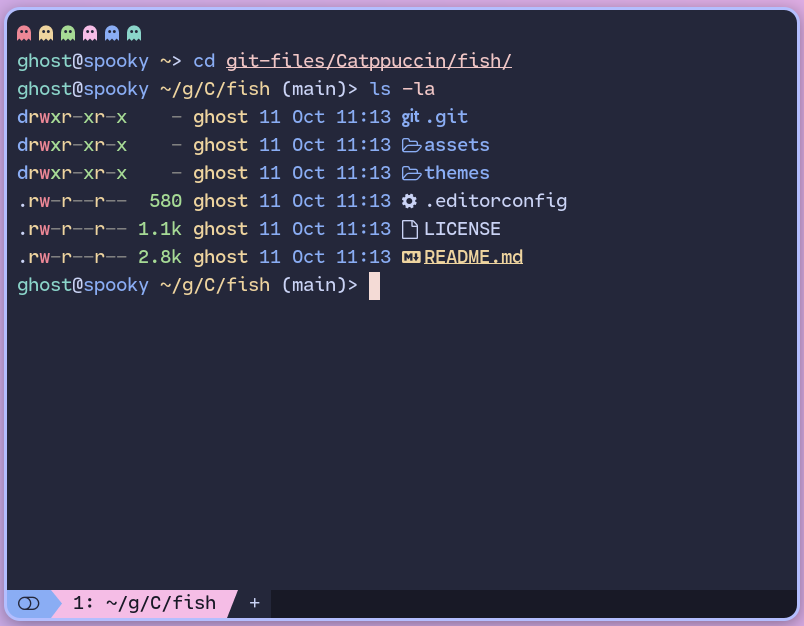 ghost@spooky ~> cd git-files/Catppuccin/fish/
ghost@spooky ~/g/C/fish (main)> ls -la
drwxr-xr-x    - ghost 11 Oct 11:13 git .git
drwxr-xr-x    - ghost 11 Oct 11:13 assets
drwxr-xr-x    - ghost 11 Oct 11:13 themes
.rw-r--r--  580 ghost 11 Oct 11:13 .editorconfig
.rw-r--r-- 1.1k ghost 11 Oct 11:13 LICENSE
.rw-r--r-- 2.8k ghost 11 Oct 11:13 README.md
ghost@spooky ~/g/C/fish (main)>
1: ~/g/C/fish +